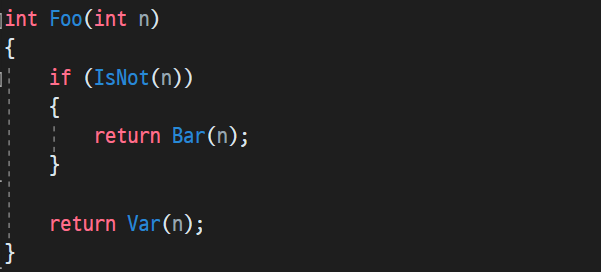 int Foo(int n)
{
    if (IsNot(n))
    {
        return Bar(n);
    }

    return Var(n);
}